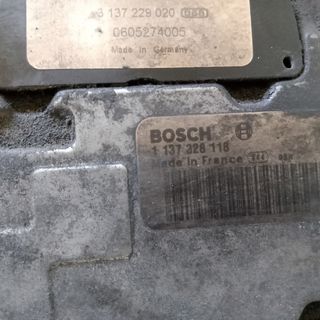 3 137 229 020
0605274005
Made in Germany
BOSCH
1 137 328 118
Made in France